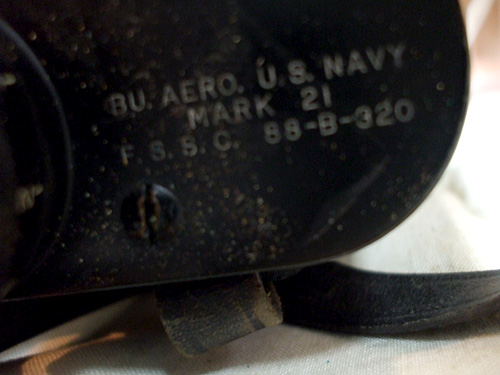 BU. AERO. U.S. NAVY
MARK 21
F.S.S.C. 88-B-320